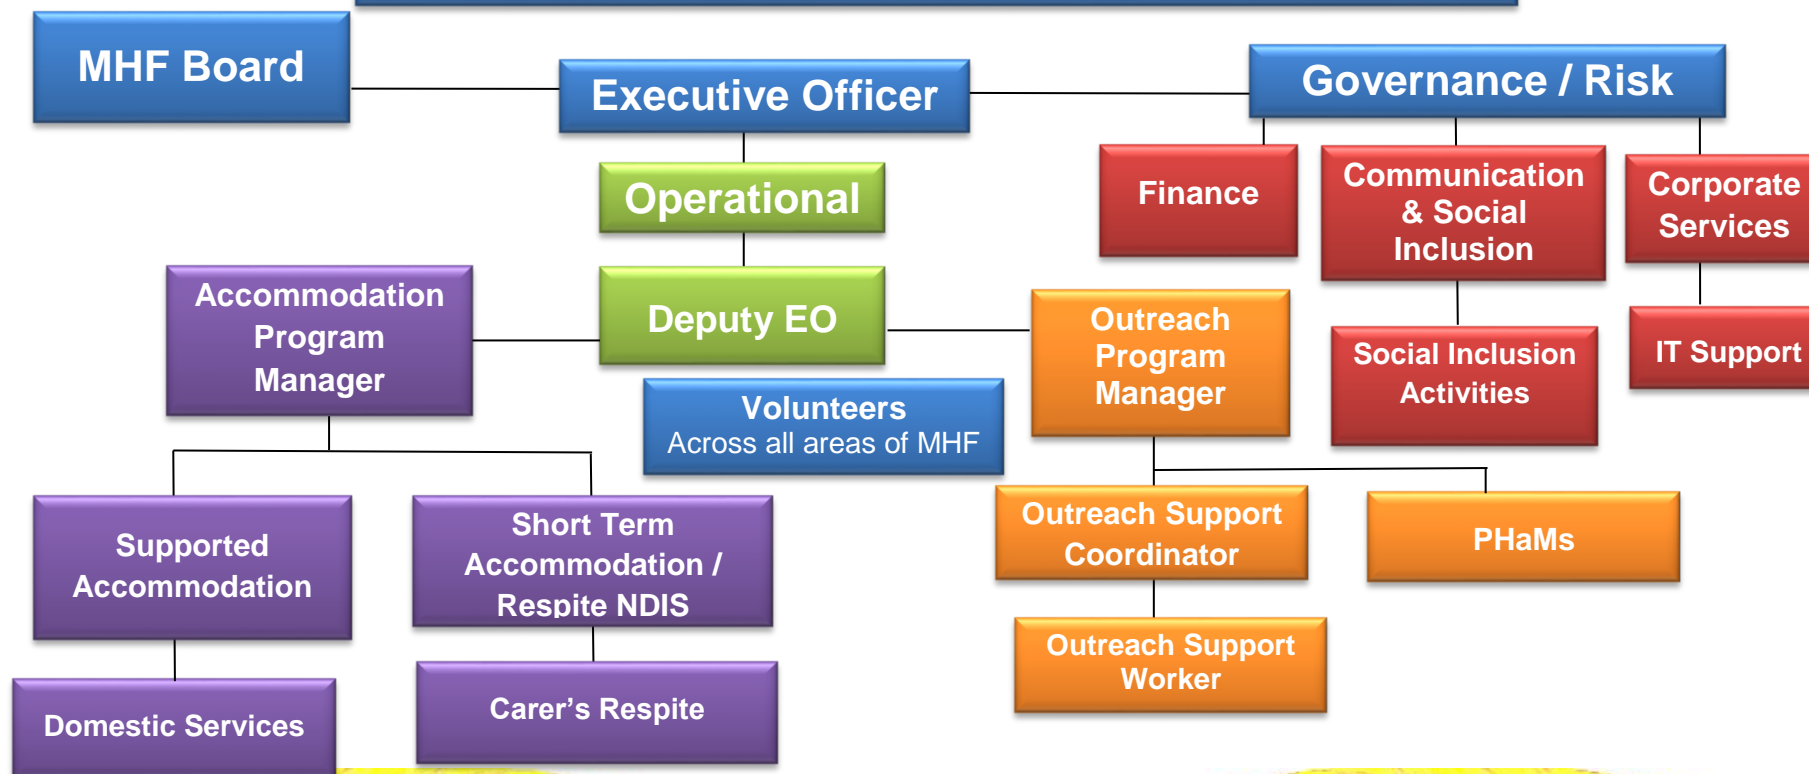 MHF Board
Executive Officer
Governance / Risk
Operational
Finance
Communication
& Social
Inclusion
Corporate
Services
Accommodation
Program
Manager
Deputy EO
Outreach
Program
Manager
Social Inclusion
Activities
IT Support
Volunteers
Across all areas of MHF
Supported
Accommodation
Short Term
Accommodation /
Respite NDIS
Outreach Support
Coordinator
PHaMs
Domestic Services
Carer’s Respite
Outreach Support
Worker